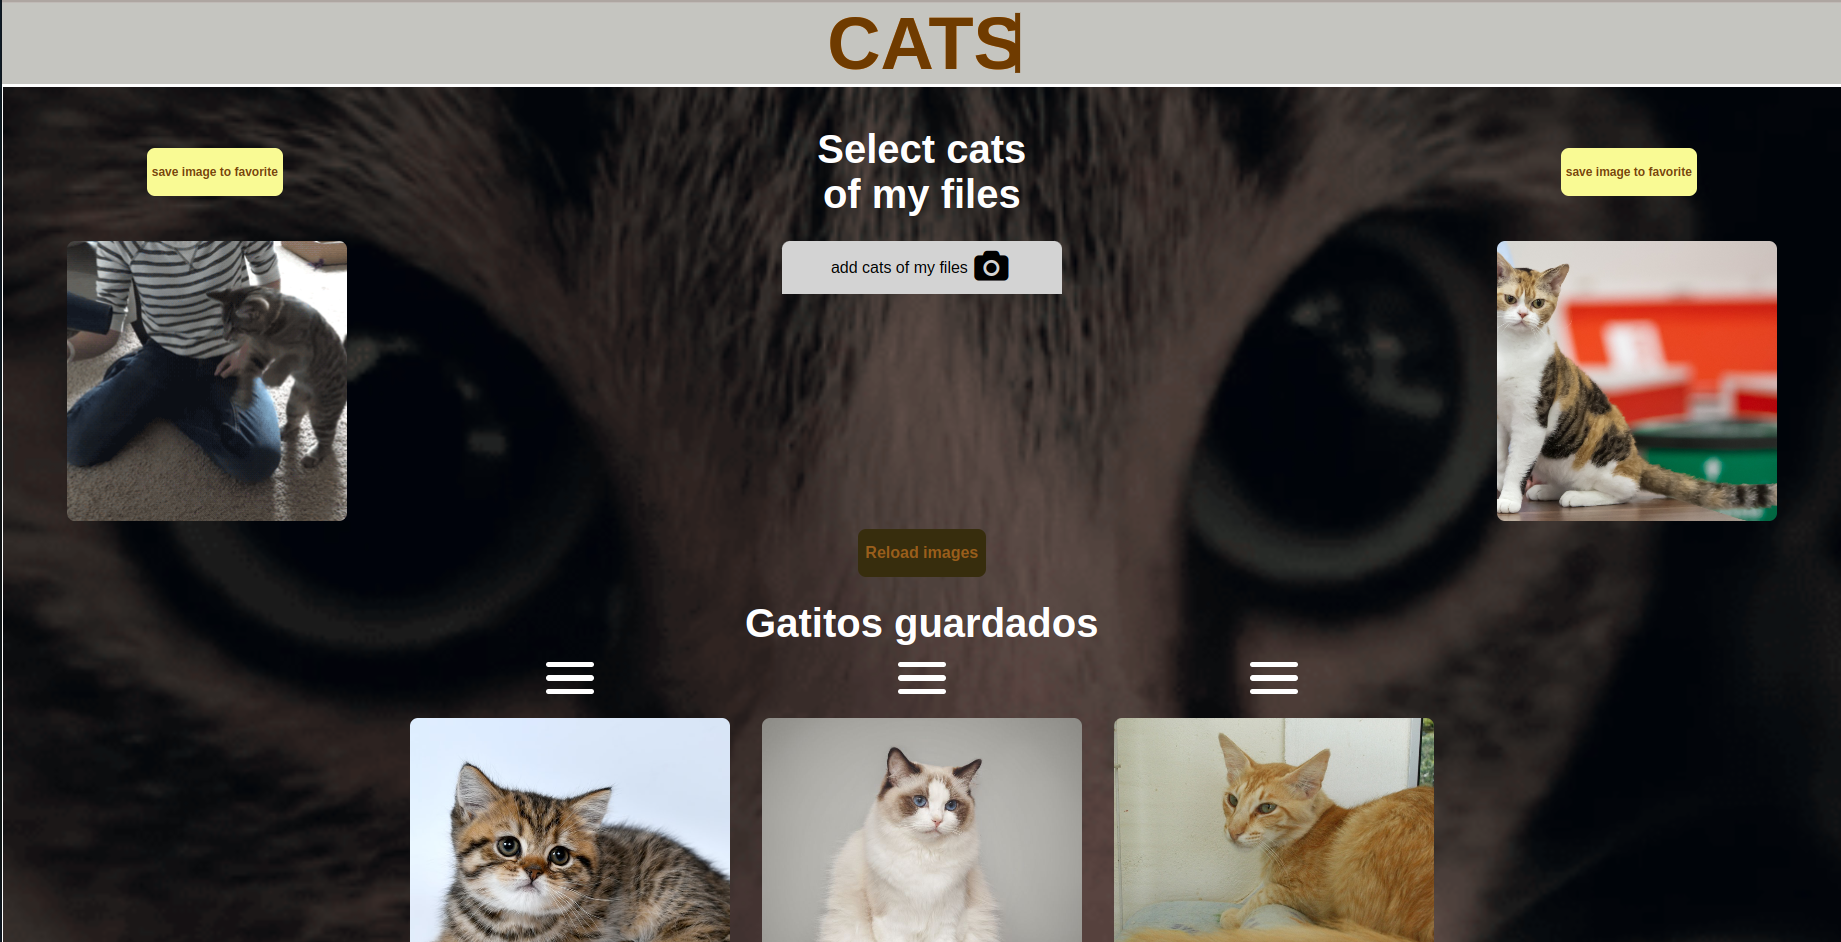 CATS
save image to favorite
Select cats
of my files
save image to favorite
add cats of my files
Reload images
Gatitos guardados